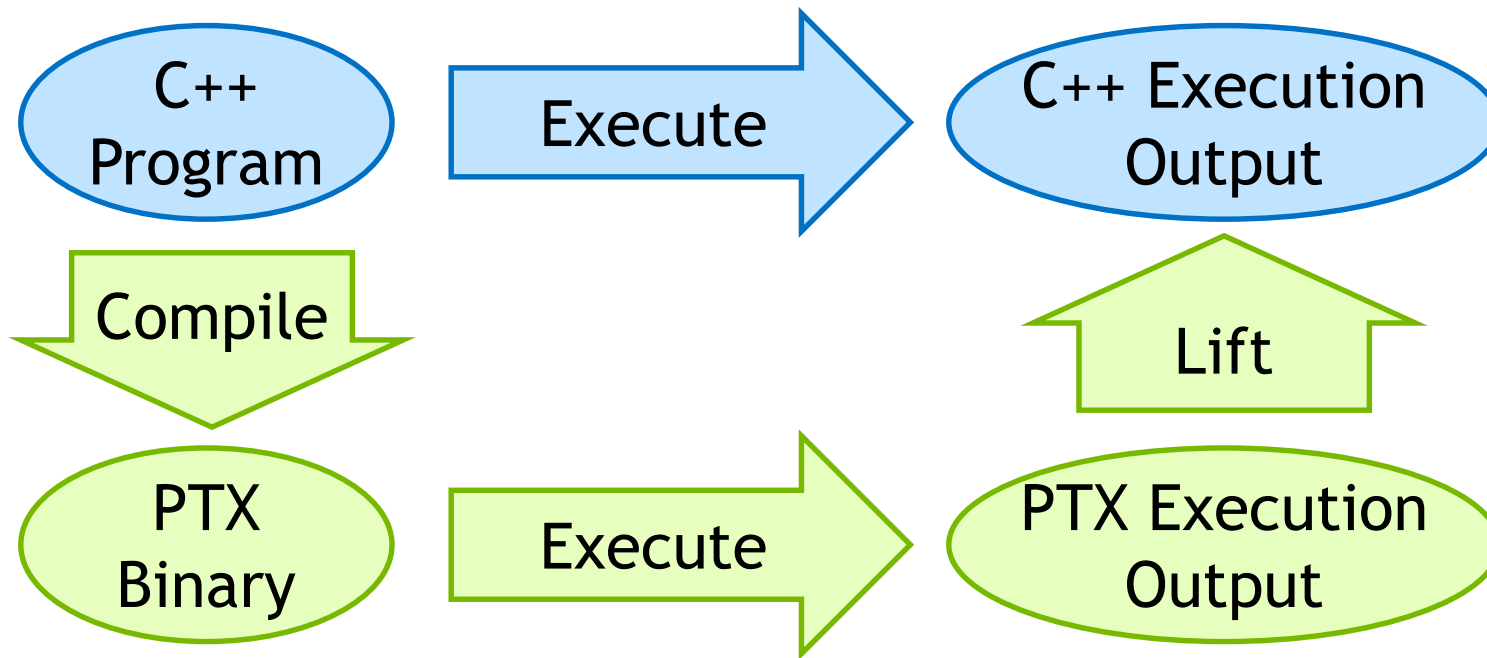 C++
Program
Execute
C++ Execution
Output
Compile
Lift
PTX
Binary
Execute
PTX Execution
Output